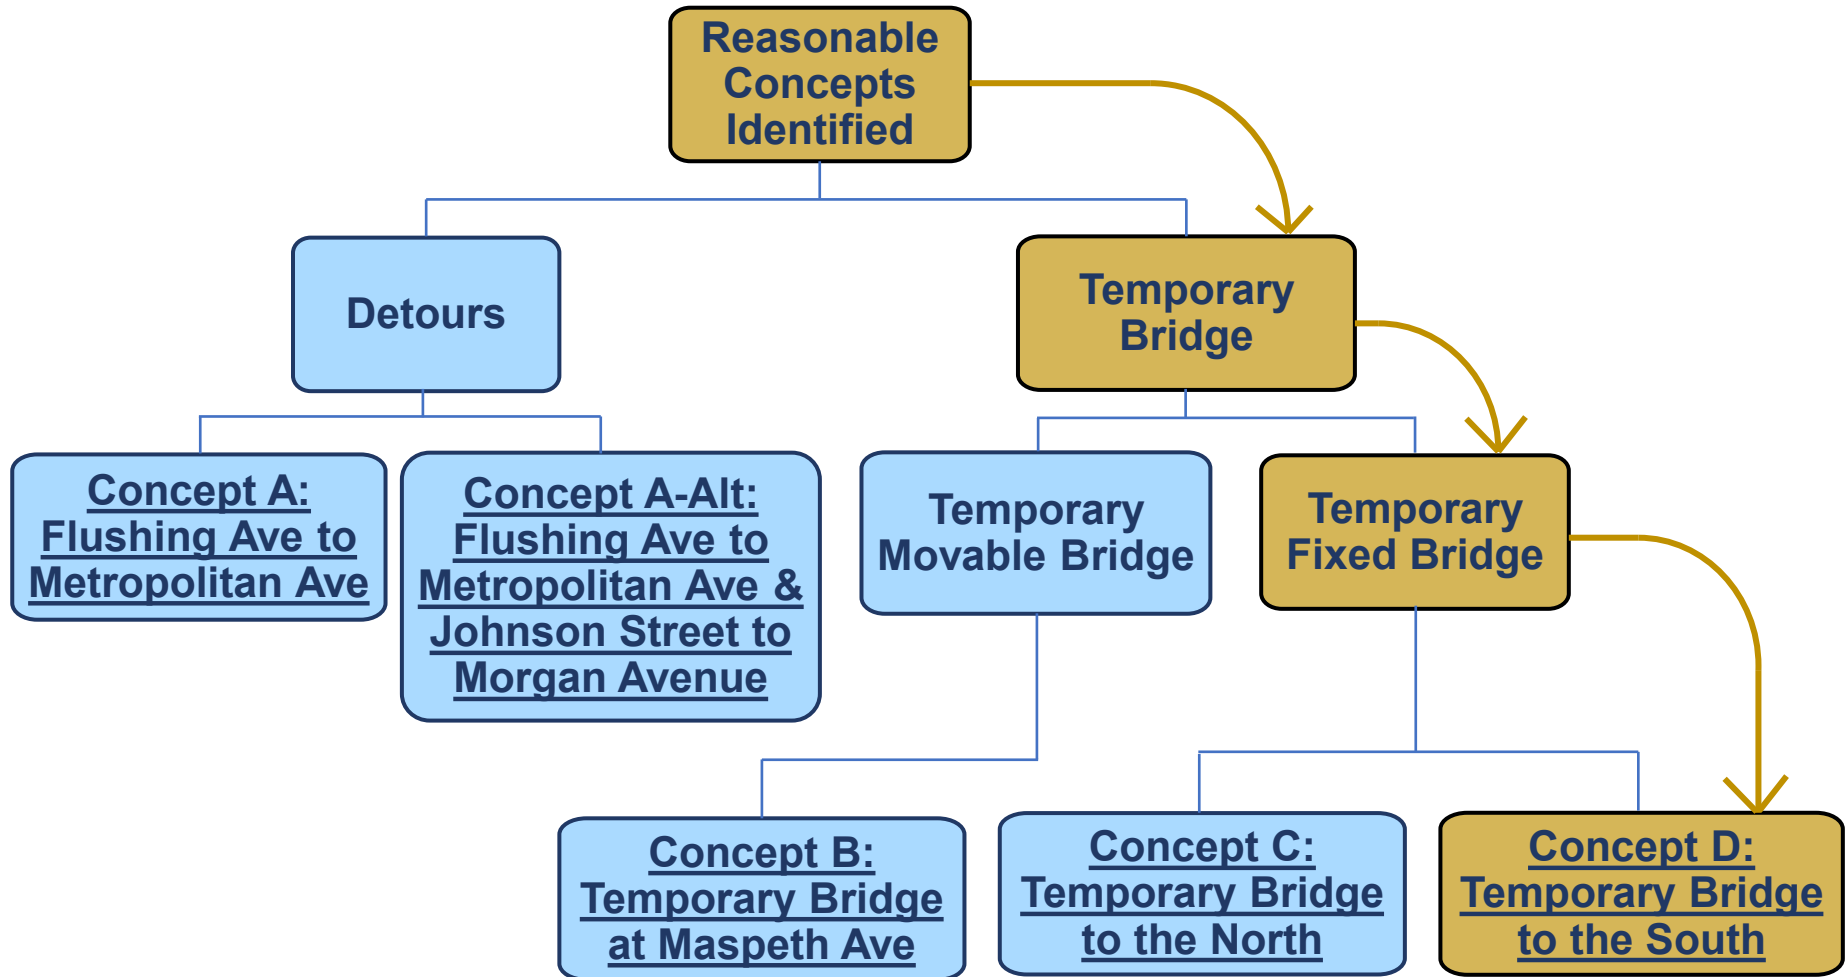 Reasonable
Concepts
Identified
Detours
Temporary
Bridge
Concept A:
Flushing Ave to
Metropolitan Ave
Concept A-Alt:
Flushing Ave to
Metropolitan Ave &
Johnson Street to
Morgan Avenue
Temporary
Movable Bridge
Temporary
Fixed Bridge
Concept B:
Temporary Bridge
at Maspeth Ave
Concept C:
Temporary Bridge
to the North
Concept D:
Temporary Bridge
to the South